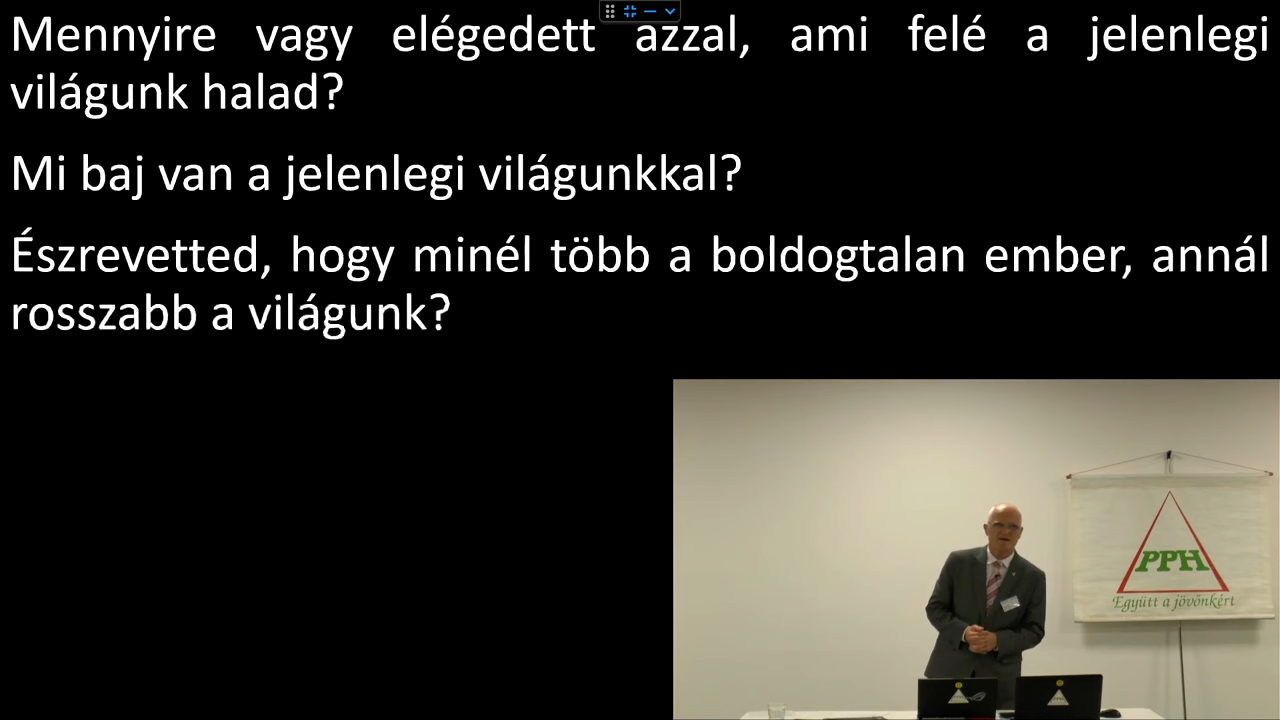 Mennyire vagy elégedett azzal, ami felé a jelenlegi
világunk halad?
Mi baj van a jelenlegi világunkkal?
Észrevetted, hogy minél több a boldogtalan ember, annál
rosszabb a világunk?
PPH
Együtt a jövőnkért